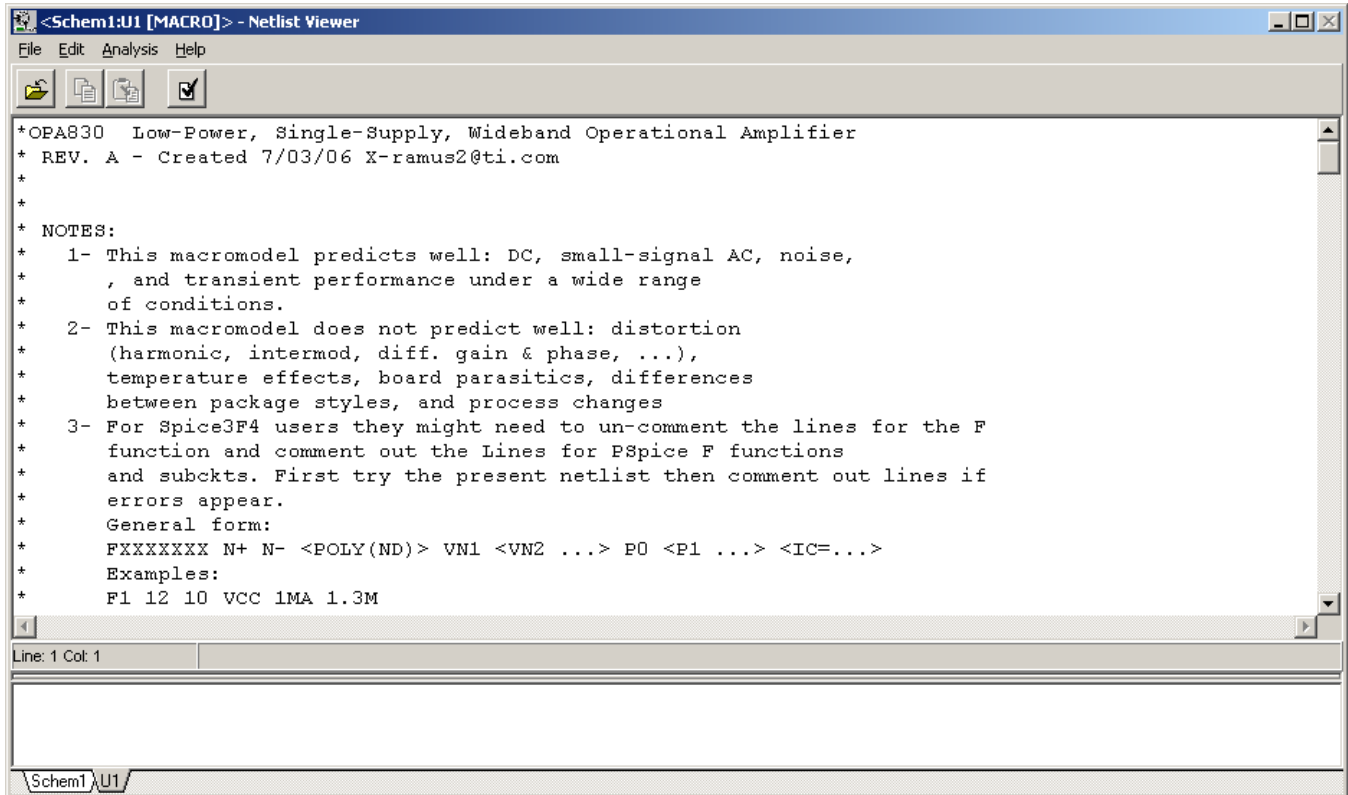 <Schem1:U1 [MACRO]> - Netlist Viewer
File Edit Analysis Help
*OPA830  Low-Power, Single-Supply, Wideband Operational Amplifier
* REV. A - Created 7/03/06 X-ramus2@ti.com
*
*
* NOTES:
*   1- This macromodel predicts well: DC, small-signal AC, noise,
*      , and transient performance under a wide range
*      of conditions.
*   2- This macromodel does not predict well: distortion
*      (harmonic, intermod, diff. gain & phase, ...),
*      temperature effects, board parasitics, differences
*      between package styles, and process changes
*   3- For Spice3F4 users they might need to un-comment the lines for the F
*      function and comment out the Lines for PSpice F functions
*      and subckts. First try the present netlist then comment out lines if
*      errors appear.
*      General form:
*      FXXXXXXX N+ N- <POLY(ND)> VN1 <VN2 ...> P0 <P1 ...> <IC=...>
*      Examples:
*      F1 12 10 VCC 1MA 1.3M
Line: 1 Col: 1
Schem1 U1